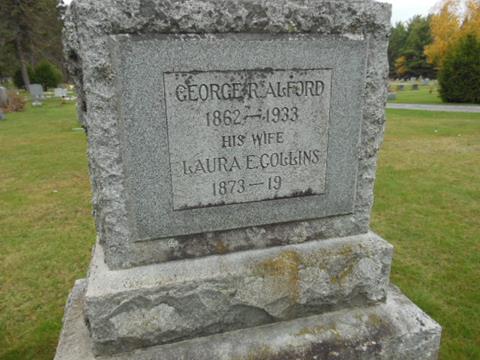 GEORGE R. ALFORD
1862–1933
HIS WIFE
LAURA E. COLLINS
1873–19